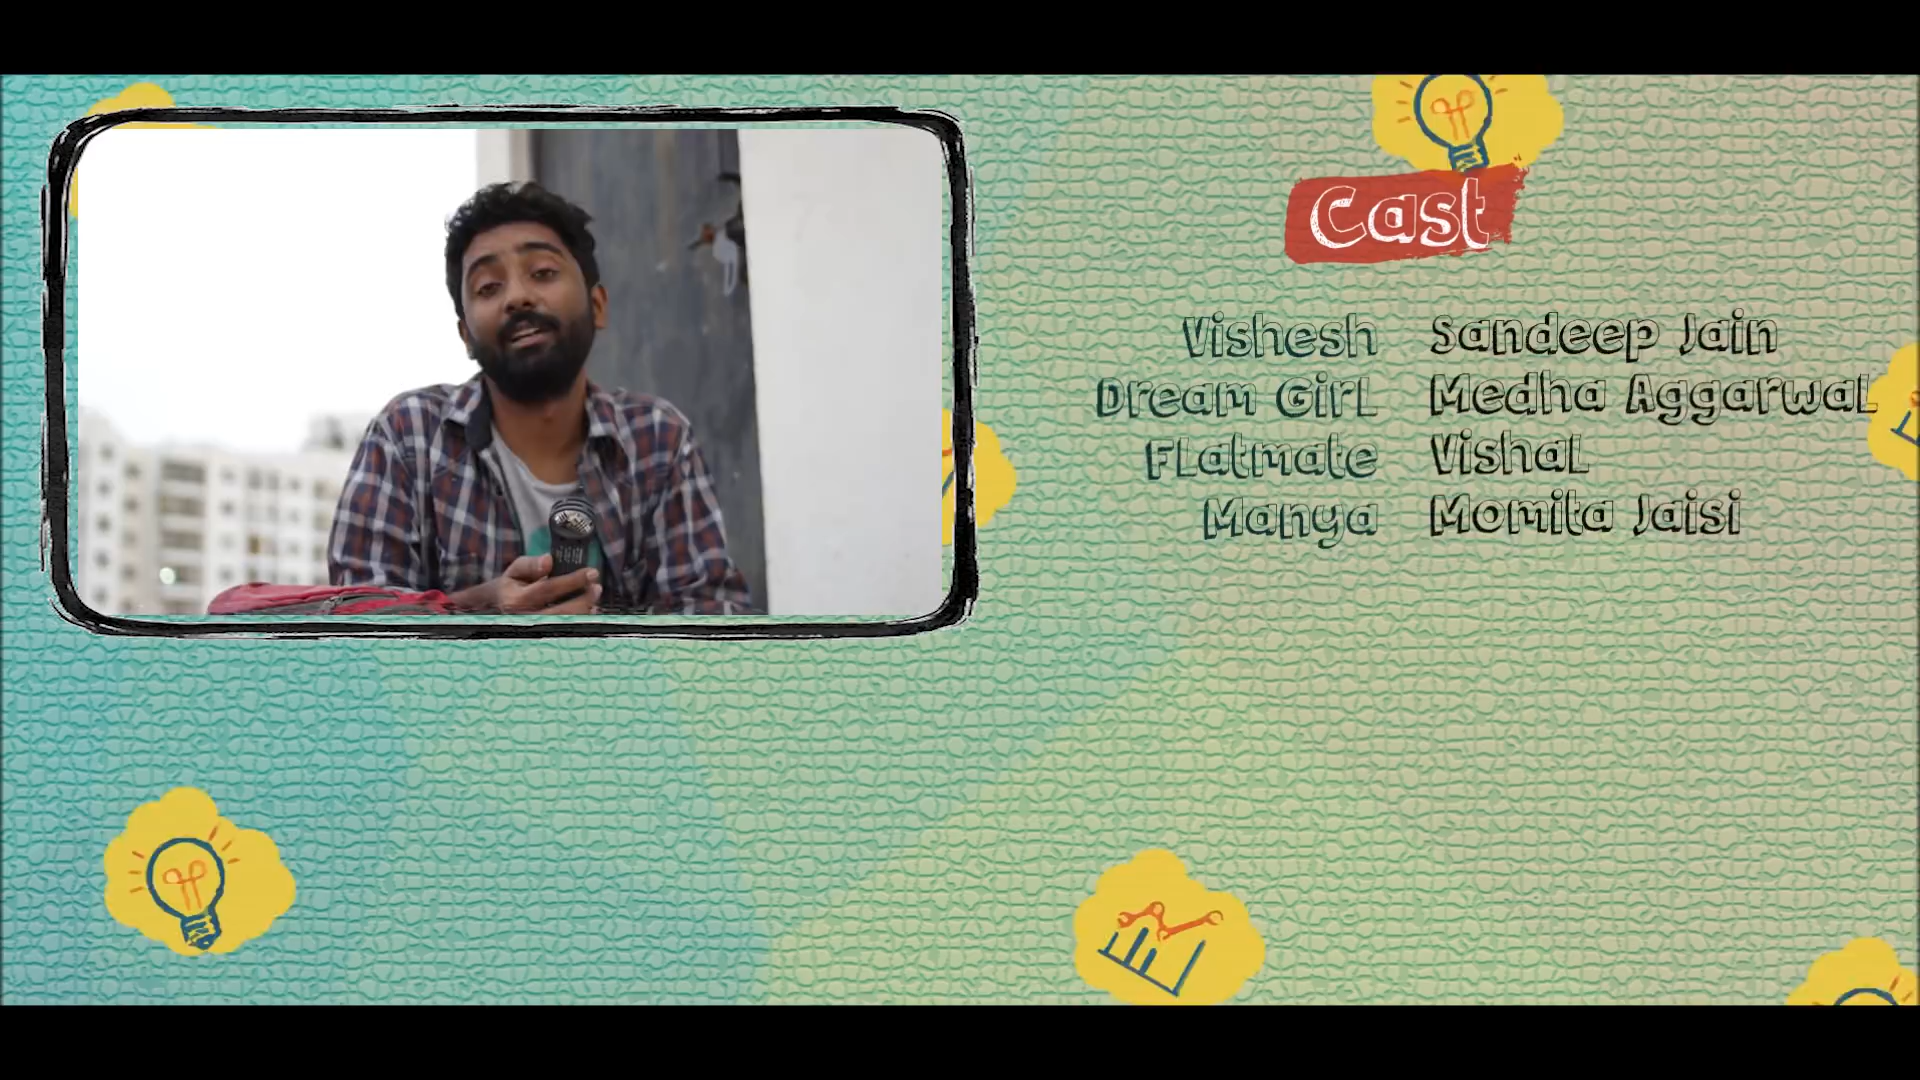 Cast
Vishesh Sandeep Jain
Dream Girl Medha Aggarwal
Flatmate Vishal
Manya Momita Jaisi